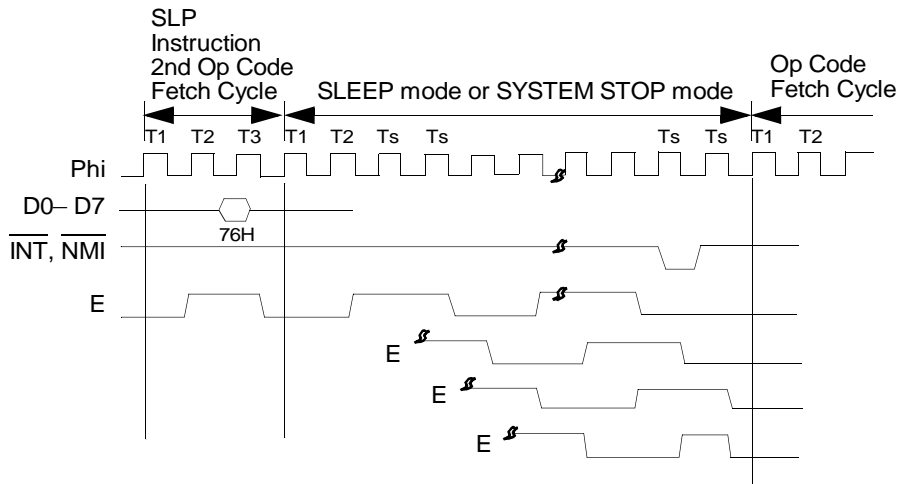 SLP
Instruction
2nd Op Code
Fetch Cycle
SLEEP mode or SYSTEM STOP mode
Op Code
Fetch Cycle
T1 T2 T3 T1 T2 Ts Ts Ts Ts T1 T2
Phi
D0– D7
76H
INT, NMI
E
E
E
E